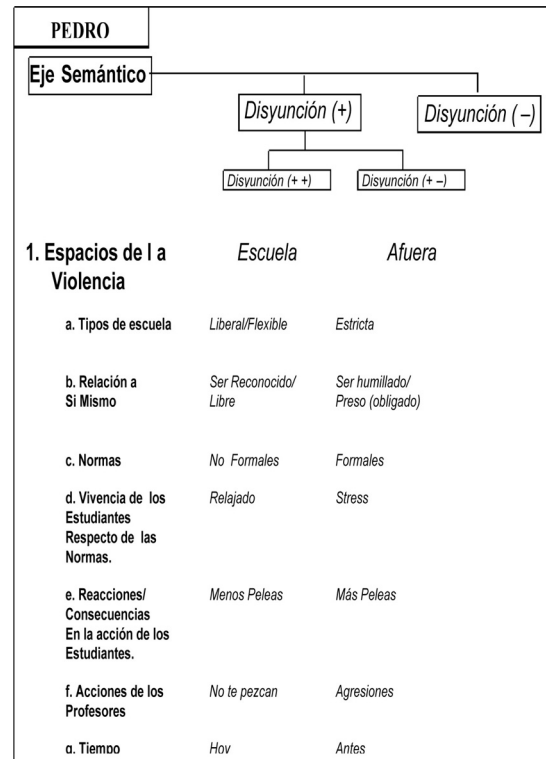 PEDRO
Eje Semántico
Disyunción (+)
Disyunción ( –)
Disyunción (+ +)
Disyunción (+ –)
1. Espacios de l a Escuela Afuera
Violencia
a. Tipos de escuela Liberal/Flexible Estricta
b. Relación a Ser Reconocido/ Ser humillado/
Si Mismo Libre Preso (obligado)
c. Normas No Formales Formales
d. Vivencia de los Relajado Stress
Estudiantes
Respecto de las
Normas.
e. Reacciones/ Menos Peleas Más Peleas
Consecuencias
En la acción de los
Estudiantes.
f. Acciones de los No te pezcan Agresiones
Profesores
g. Tiempo Hoy Antes